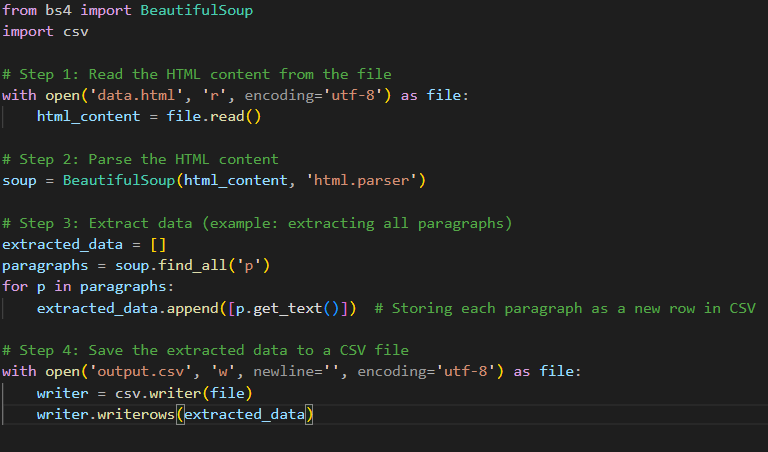 from bs4 import BeautifulSoup
import csv
# Step 1: Read the HTML content from the file
with open('data.html', 'r', encoding='utf-8') as file:
    html_content = file.read()
# Step 2: Parse the HTML content
soup = BeautifulSoup(html_content, 'html.parser')
# Step 3: Extract data (example: extracting all paragraphs)
extracted_data = []
paragraphs = soup.find_all('p')
for p in paragraphs:
    extracted_data.append([p.get_text()])  # Storing each paragraph as a new row in CSV
# Step 4: Save the extracted data to a CSV file
with open('output.csv', 'w', newline='', encoding='utf-8') as file:
    writer = csv.writer(file)
    writer.writerows(extracted_data)